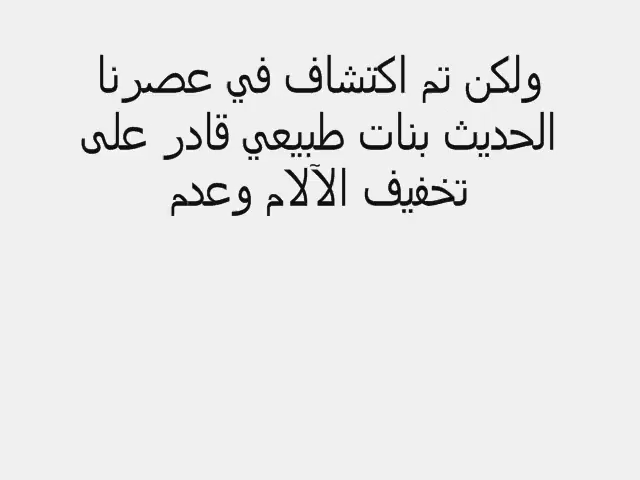 ولكن تم اكتشاف في عصرنا
الحديث بنات طبيعي قادر على
تخفيف الآلام وعدم